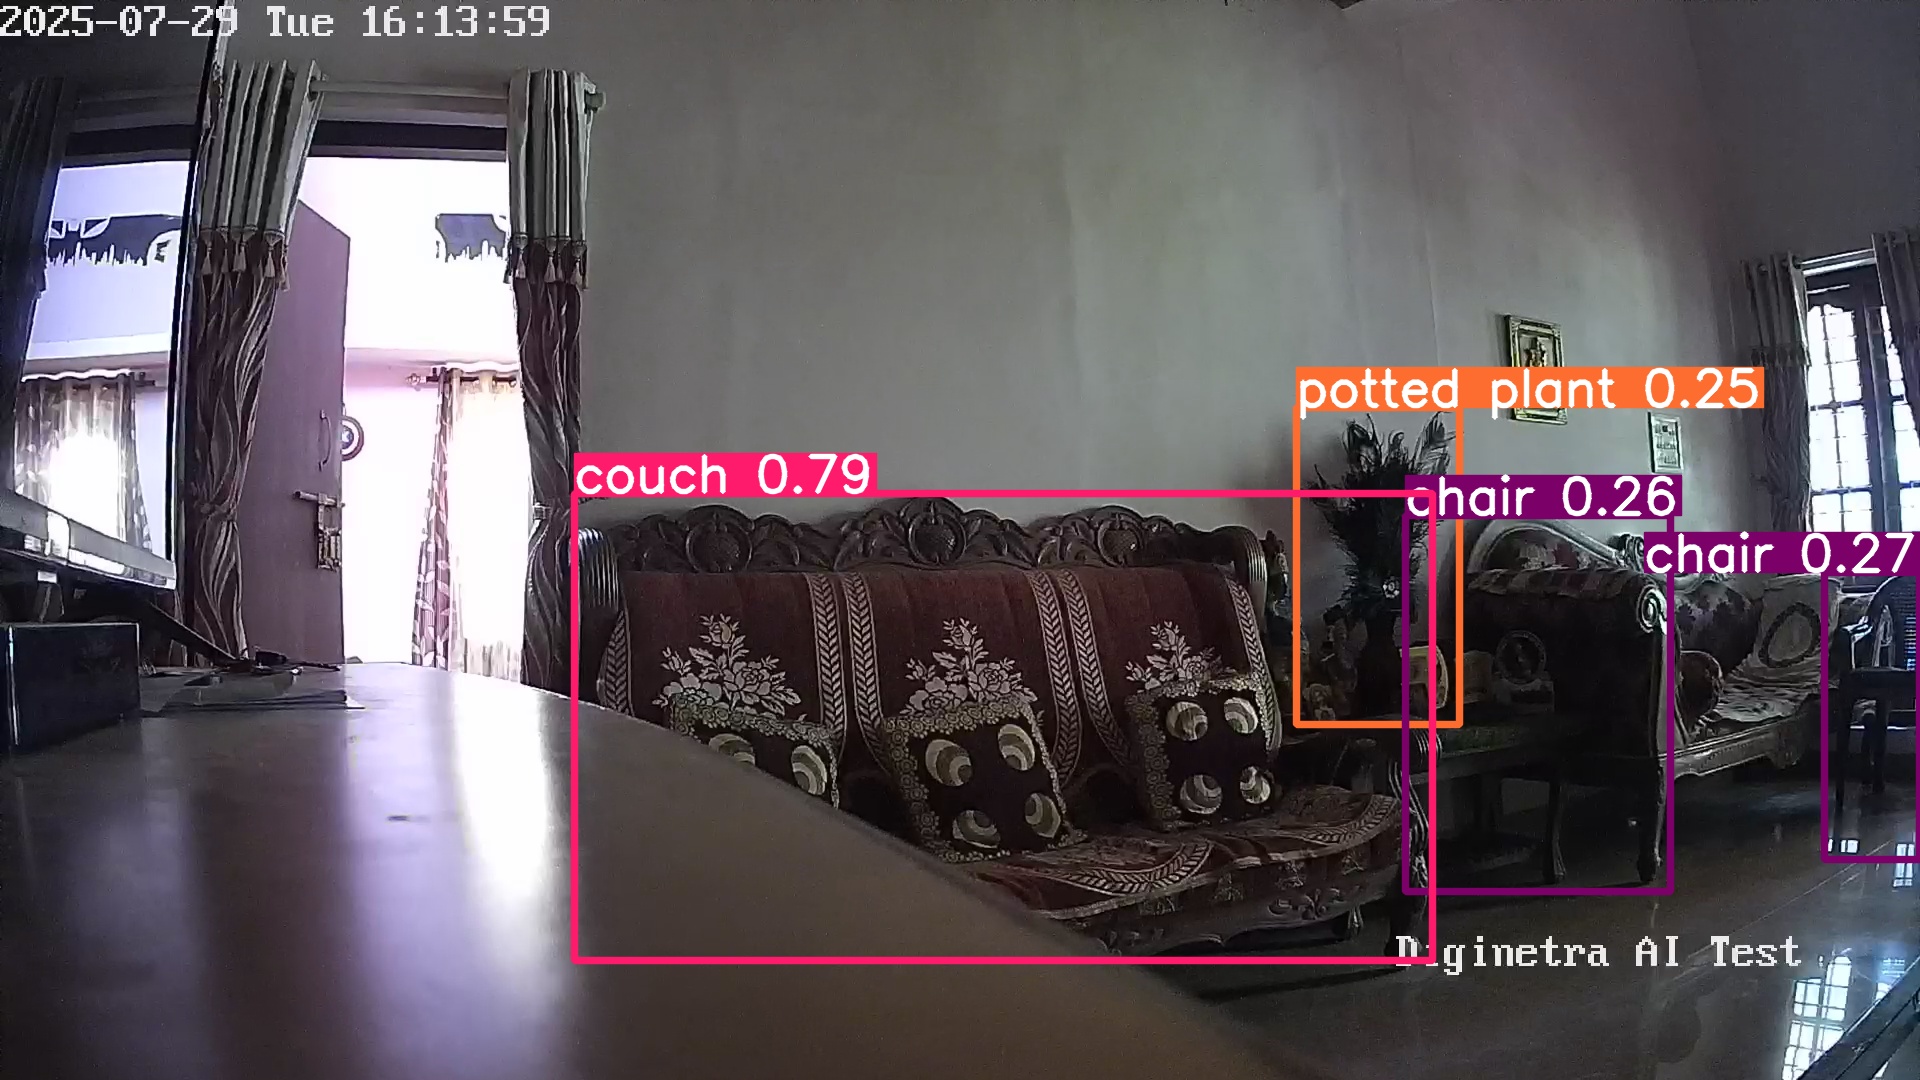 2025-07-29 Tue 16:13:59
potted plant 0.25
couch 0.79
chair 0.26
chair 0.27
Diginetra AI Test